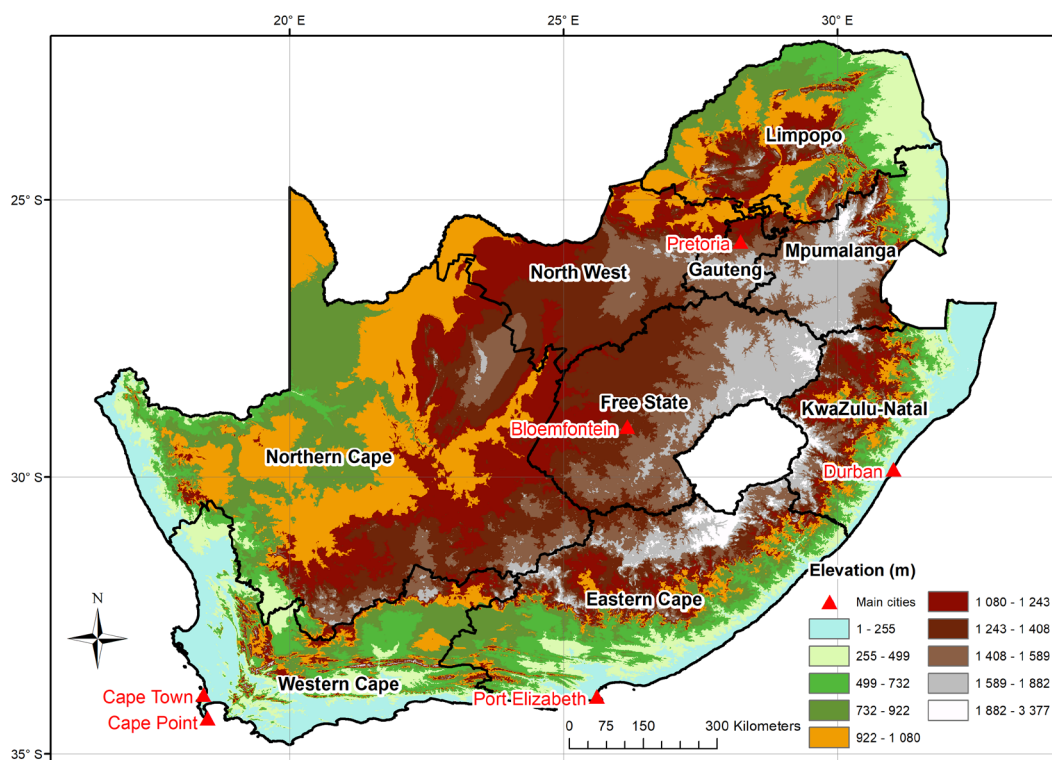 20° E
25° E
30° E
25° S
30° S
35° S
Limpopo
Pretoria
Mpumalanga
North West
Gauteng
Free State
KwaZulu-Natal
Bloemfontein
Northern Cape
Durban
Eastern Cape
Western Cape
Cape Town
Port Elizabeth
Cape Point
N
0 75 150 300 Kilometers
Elevation (m)
Main cities
1 - 255
255 - 499
499 - 732
732 - 922
922 - 1 080
1 080 - 1 243
1 243 - 1 408
1 408 - 1 589
1 589 - 1 882
1 882 - 3 377